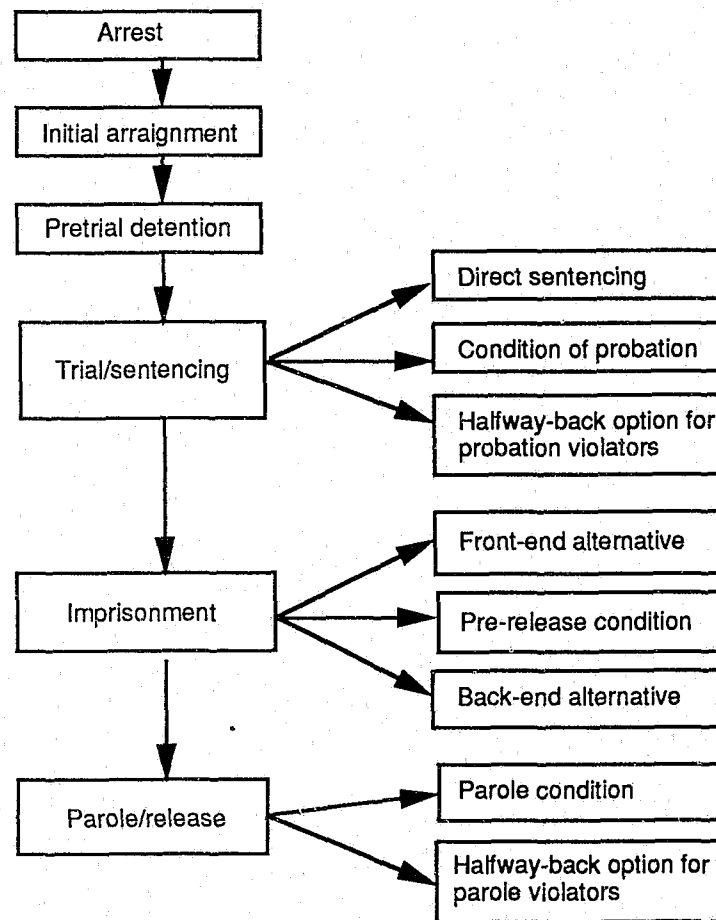 Arrest
Initial arraignment
Pretrial detention
Direct sentencing
Trial/sentencing
Condition of probation
Halfway-back option for
probation violators
Front-end alternative
Imprisonment
Pre-release condition
Back-end alternative
Parole condition
Parole/release
Halfway-back option for
parole violators